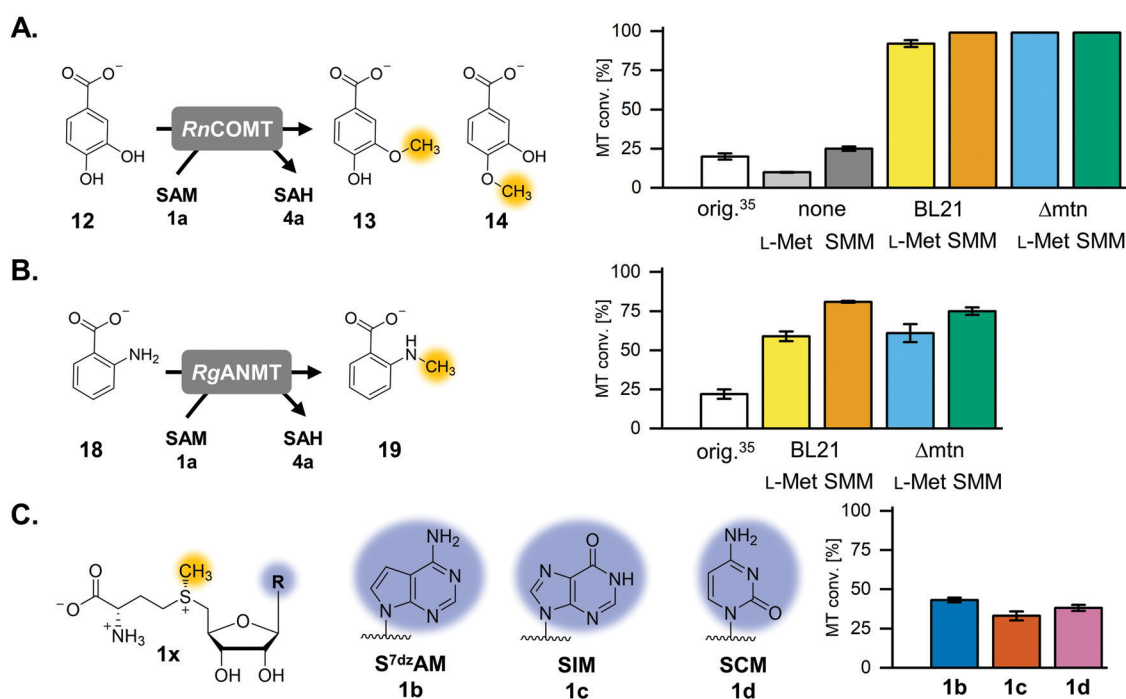 A.
O
O⁻
OH
OH
12
RnCOMT
SAM
1a
SAH
4a
O
O⁻
O
CH₃
OH
13
O
O⁻
OH
O
CH₃
14
MT conv. [%]
100
75
50
25
0
orig.³⁵ none BL21 Δmtn
L-Met SMM L-Met SMM L-Met SMM
B.
O
O⁻
NH₂
18
RgANMT
SAM
1a
SAH
4a
O
O⁻
H
N
CH₃
19
MT conv. [%]
100
75
50
25
0
orig.³⁵ BL21 Δmtn
L-Met SMM L-Met SMM
C.
O
⁻O
NH₃
+
CH₃
S
+
O
R
OH OH
1x
NH₂
N
N
N
S⁷ᵈᶻAM
1b
O
N
NH
N
N
SIM
1c
NH₂
N
N
O
SCM
1d
MT conv. [%]
100
75
50
25
0
1b 1c 1d